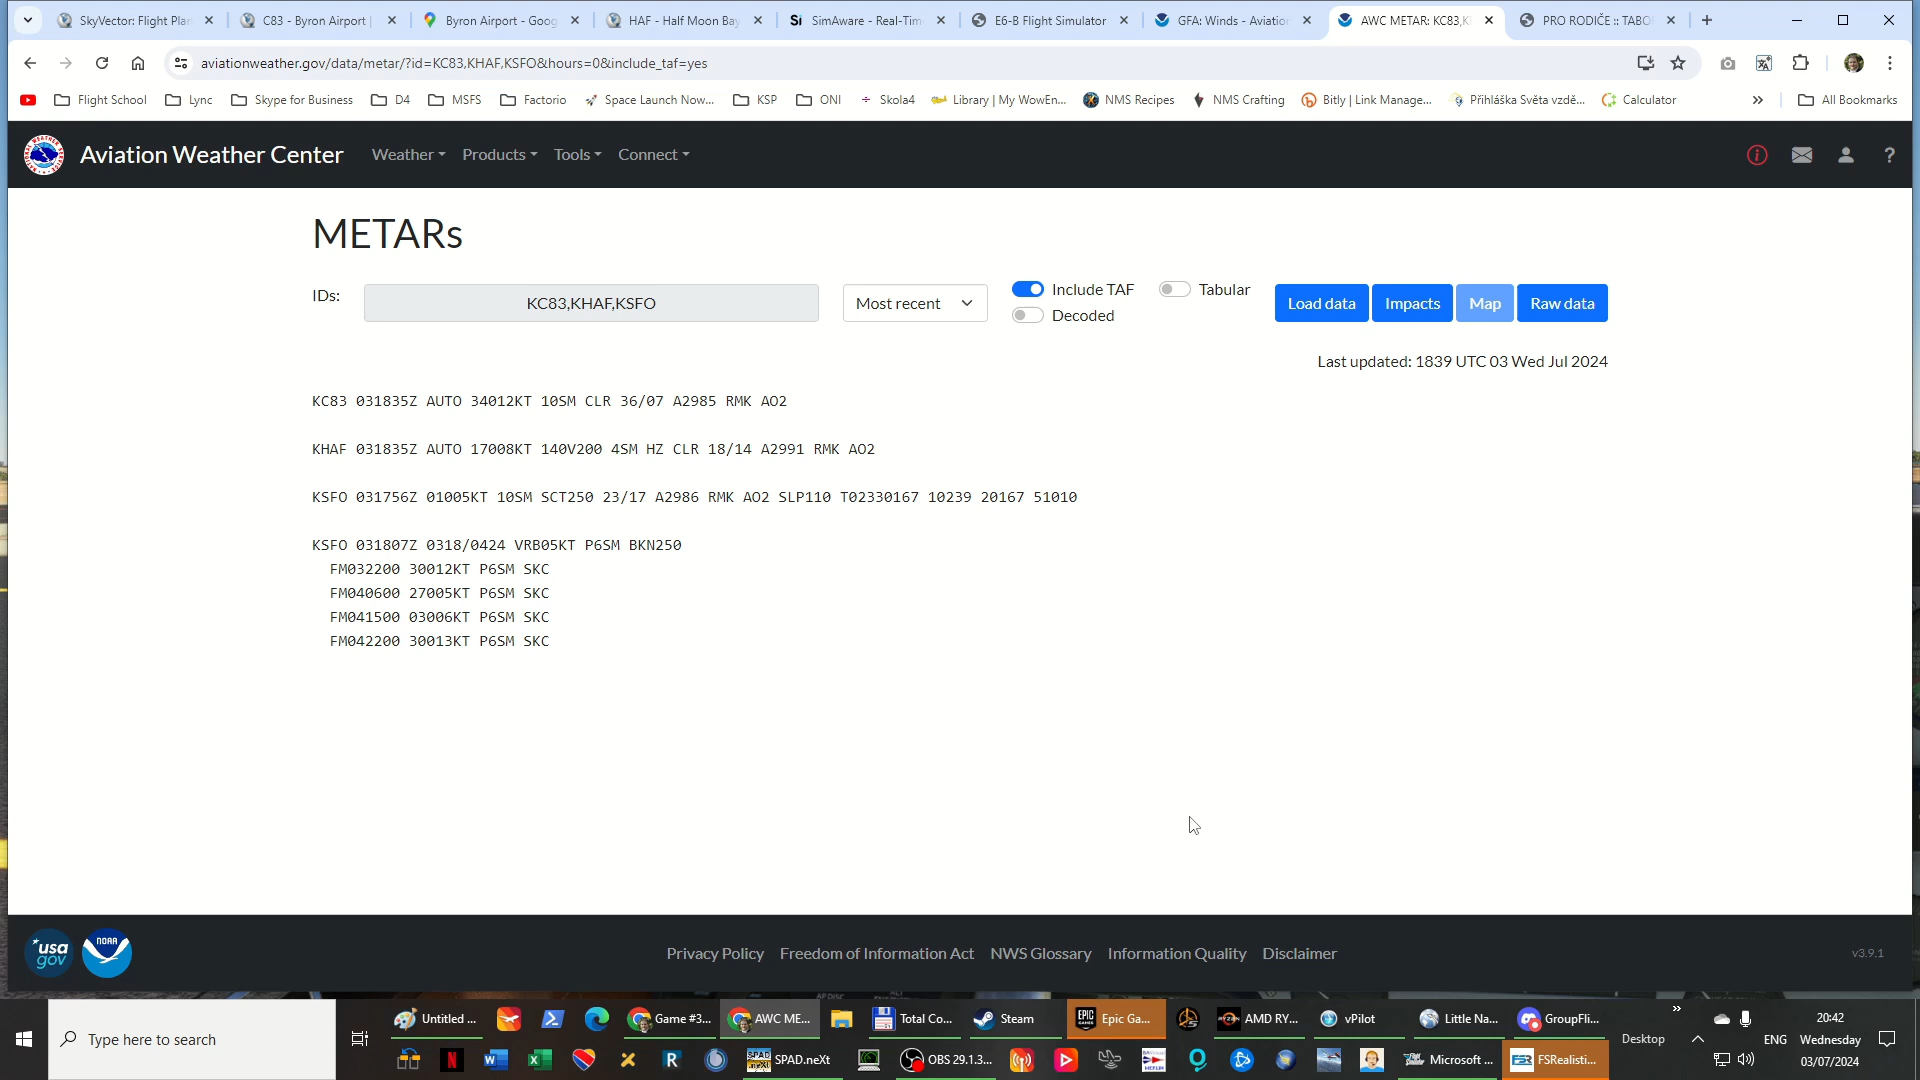 SkyVector: Flight Plan
C83 - Byron Airport |
Byron Airport - Goog
HAF - Half Moon Bay
SimAware - Real-Tim
E6-B Flight Simulator
GFA: Winds - Aviation
AWC METAR: KC83,K
PRO RODIČE :: TABO
aviationweather.gov/data/metar/?id=KC83,KHAF,KSFO&hours=0&include_taf=yes
Flight School
Lync
Skype for Business
D4
MSFS
Factorio
Space Launch Now...
KSP
ONI
Skola4
Library | My WowEn...
NMS Recipes
NMS Crafting
Bitly | Link Manage...
Přihláška Světa vzdě...
Calculator
All Bookmarks
Aviation Weather Center
Weather
Products
Tools
Connect
METARs
IDs:
KC83,KHAF,KSFO
Most recent
Include TAF
Tabular
Decoded
Load data
Impacts
Map
Raw data
Last updated: 1839 UTC 03 Wed Jul 2024
KC83 031835Z AUTO 34012KT 10SM CLR 36/07 A2985 RMK AO2
KHAF 031835Z AUTO 17008KT 140V200 4SM HZ CLR 18/14 A2991 RMK AO2
KSFO 031756Z 01005KT 10SM SCT250 23/17 A2986 RMK AO2 SLP110 T02330167 10239 20167 51010
KSFO 031807Z 0318/0424 VRB05KT P6SM BKN250
FM032200 30012KT P6SM SKC
FM040600 27005KT P6SM SKC
FM041500 03006KT P6SM SKC
FM042200 30013KT P6SM SKC
usa gov
NOAA
Privacy Policy
Freedom of Information Act
NWS Glossary
Information Quality
Disclaimer
v3.9.1
Type here to search
Untitled ...
Game #3...
AWC ME...
Total Co...
Steam
Epic Ga...
AMD RY...
vPilot
Little Na...
GroupFli...
SPAD.neXt
OBS 29.1.3...
Microsoft ...
FSRealisti...
Desktop
ENG
20:42
Wednesday
03/07/2024